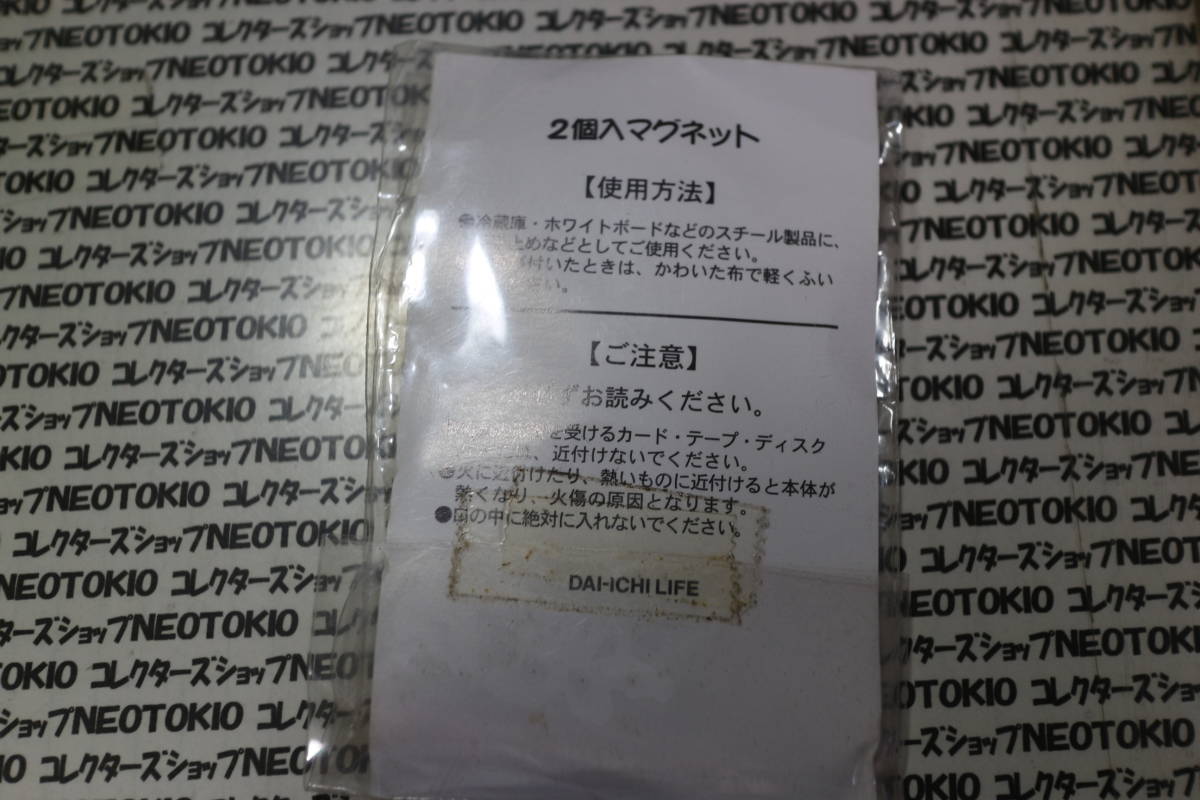 2個入マグネット
【使用方法】
●冷蔵庫・ホワイトボードなどのスチール製品に、
止めなどとしてご使用ください。
付いたときは、かわいた布で軽くふい
い。
【ご注意】
ずお読みください。
を受けるカード・テープ・ディスク
近付けないでください。
●火に近付けたり、熱いものに近付けると本体が
熱くなり、火傷の原因となります。
●口の中に絶対に入れないでください。
DAI-ICHI LIFE
コレクターズショップNEOTOKIO